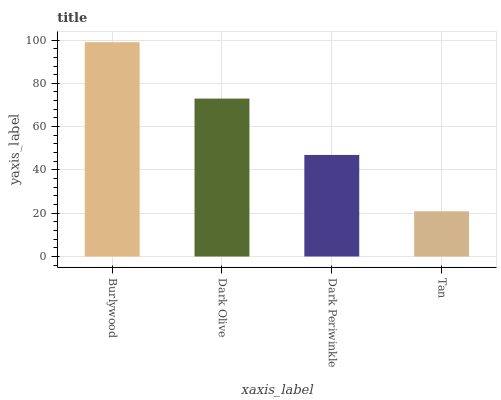 title
yaxis_label
100
80
60
40
20
0
Burlywood
Dark Olive
Dark Periwinkle
Tan
xaxis_label